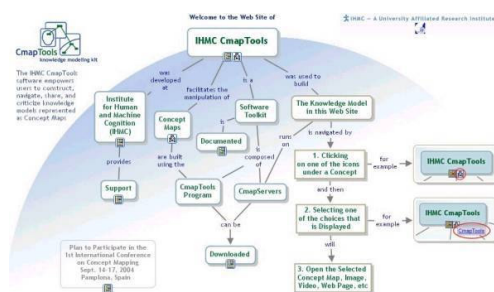 Welcome to the Web Site of
IHMC CmapTools
IHMC - A University Affiliated Research Institute
CmapTools
knowledge modeling kit
The IHMC CmapTools
software empowers
users to construct,
navigate, share, and
criticize knowledge
models represented
as Concept Maps
was
developed
at
facilitates the
manipulation of
is a
was used to
build
Institute
for Human
and Machine
Cognition
(IHMC)
Concept
Maps
Software
Toolkit
The Knowledge Model
in this Web Site
is
Documented
runs
on
is navigated by
provides
are built
using the
is
composed
of
1. Clicking
on one of the icons
under a Concept
for
example
IHMC CmapTools
Support
CmapTools
Program
CmapServers
and then
2. Selecting one
of the choices that
is Displayed
for
example
IHMC CmapTools
CmapTools
can be
Downloaded
will
3. Open the Selected
Concept Map, Image,
Video, Web Page, etc
Plan to Participate in the
1st International Conference
on Concept Mapping
Sept. 14-17, 2004
Pamplona, Spain